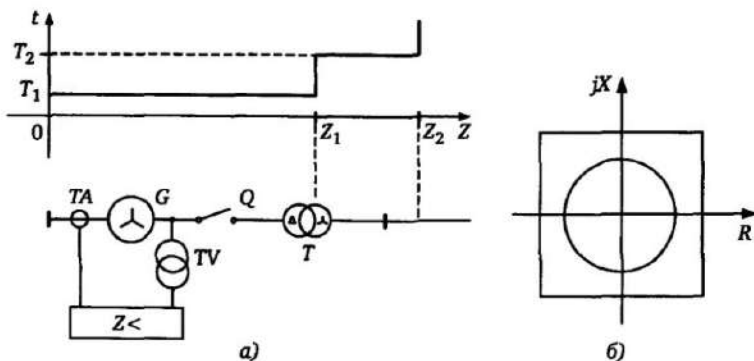 t
T₂
T₁
0
Z₁
Z₂
Z
TA
G
Q
TV
T
Z<
а)
jX
R
б)